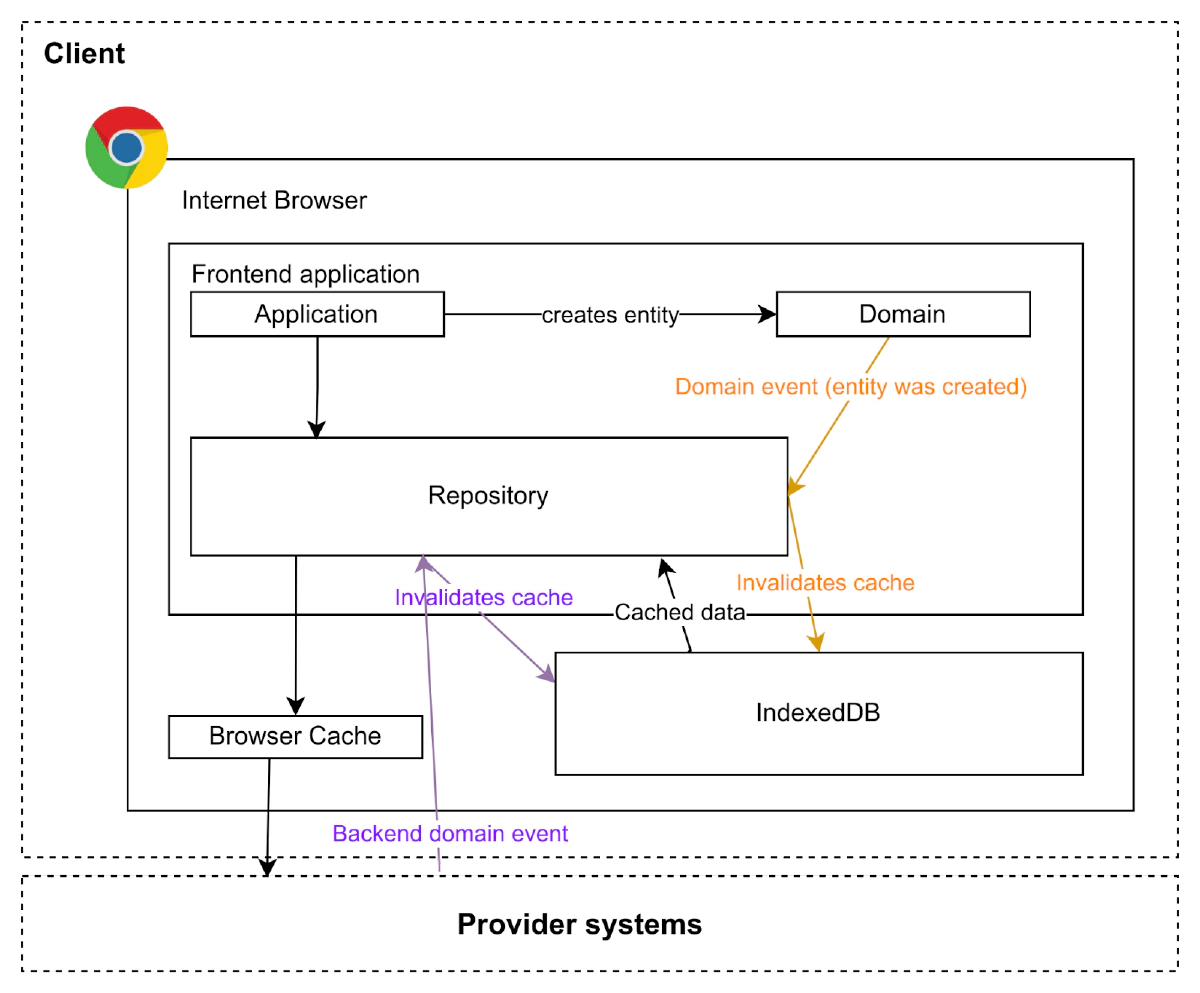 Client
Internet Browser
Frontend application
Application
creates entity
Domain
Domain event (entity was created)
Repository
Invalidates cache
Invalidates cache
Cached data
IndexedDB
Browser Cache
Backend domain event
Provider systems